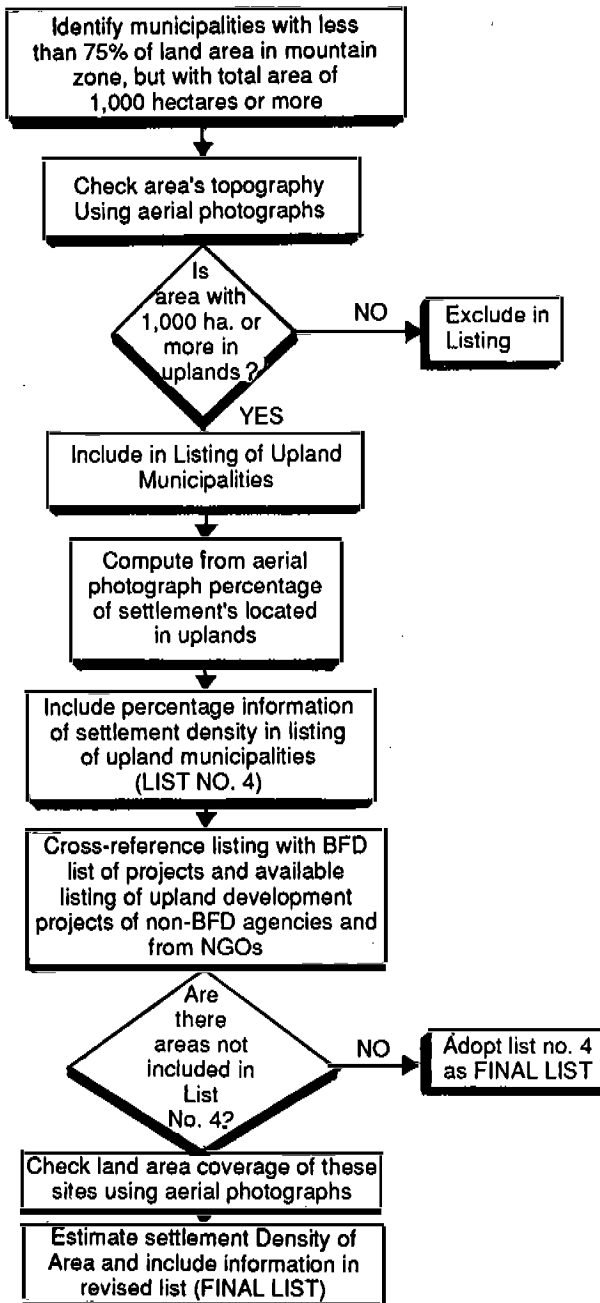 Identify municipalities with less
than 75% of land area in mountain
zone, but with total area of
1,000 hectares or more
Check area's topography
Using aerial photographs
Is
area with
1,000 ha. or
more in
uplands?
NO
Exclude in
Listing
YES
Include in Listing of Upland
Municipalities
Compute from aerial
photograph percentage
of settlement's located
in uplands
Include percentage information
of settlement density in listing
of upland municipalities
(LIST NO. 4)
Cross-reference listing with BFD
list of projects and available
listing of upland development
projects of non-BFD agencies and
from NGOs
Are
there
areas not
included in
List
No. 4?
NO
Adopt list no. 4
as FINAL LIST
Check land area coverage of these
sites using aerial photographs
Estimate settlement Density of
Area and include information in
revised list (FINAL LIST)